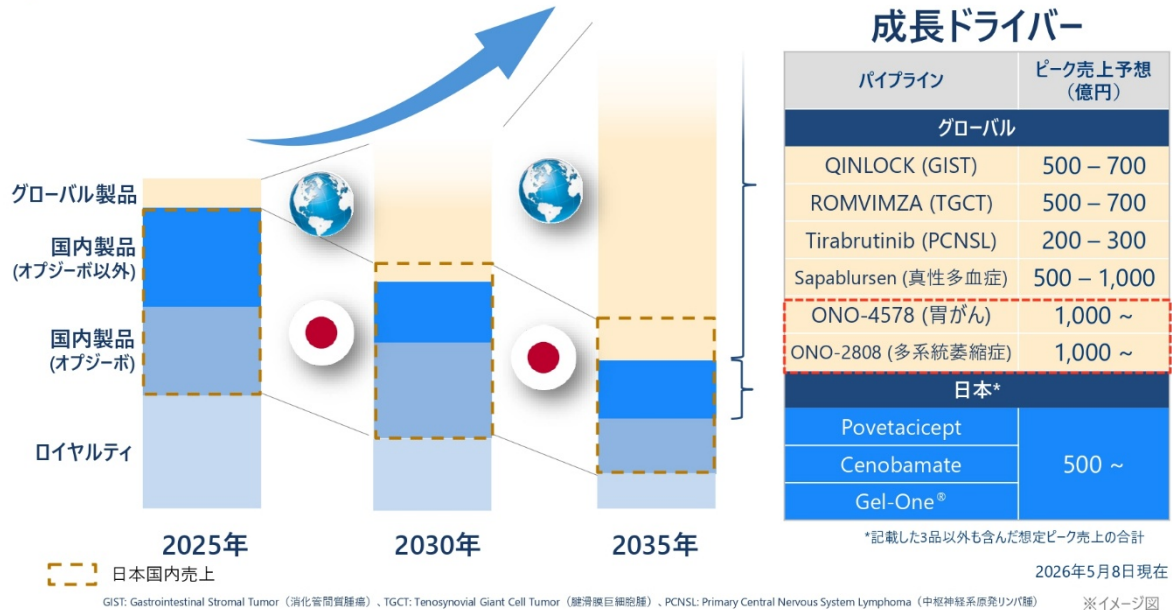 成長ドライバー
パイプライン
ピーク売上予想
（億円）
グローバル
QINLOCK (GIST)
500 – 700
ROMVIMZA (TGCT)
500 – 700
Tirabrutinib (PCNSL)
200 – 300
Sapablursen (真性多血症)
500 – 1,000
ONO-4578 (胃がん)
1,000 ~
ONO-2808 (多系統萎縮症)
1,000 ~
日本*
Povetacicept
Cenobamate
Gel-One®
500 ~
*記載した3品以外も含んだ想定ピーク売上の合計
2026年5月8日現在
グローバル製品
国内製品
(オプジーボ以外)
国内製品
(オプジーボ)
ロイヤルティ
2025年
2030年
2035年
日本国内売上
GIST: Gastrointestinal Stromal Tumor（消化管間質腫瘍）、TGCT: Tenosynovial Giant Cell Tumor（腱滑膜巨細胞腫）、PCNSL: Primary Central Nervous System Lymphoma（中枢神経系原発リンパ腫）
※イメージ図